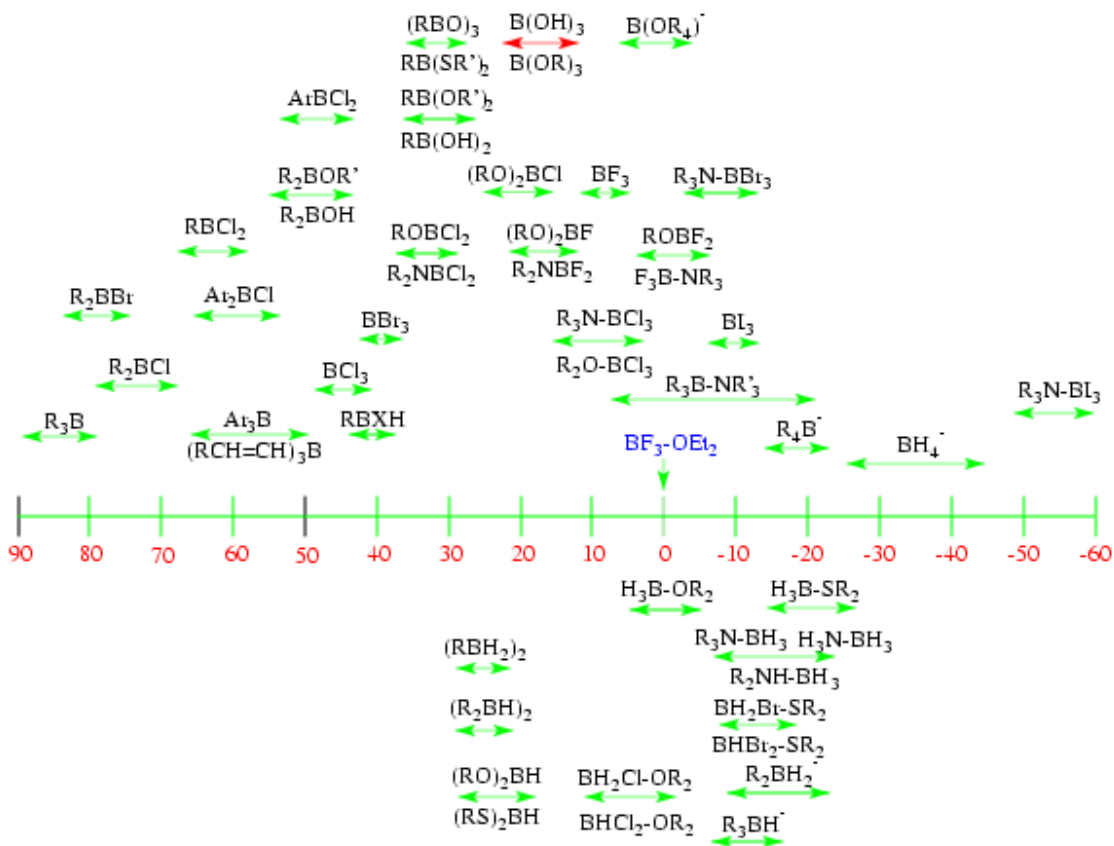 (RBO)₃ B(OH)₃ B(OR₄)⁻
RB(SR')₂ B(OR)₃
ArBCl₂ RB(OR')₂
RB(OH)₂
R₂BOR' (RO)₂BCl BF₃ R₃N-BBr₃
R₂BOH
RBCl₂ ROBCl₂ (RO)₂BF ROBF₂
R₂NBCl₂ R₂NBF₂ F₃B-NR₃
R₂BBr Ar₂BCl BBr₃ R₃N-BCl₃ BI₃
R₂BCl BCl₃ R₂O-BCl₃
R₃B-NR'₃ R₃N-BI₃
R₃B Ar₃B RBXH R₄B⁻
(RCH=CH)₃B BF₃-OEt₂ BH₄⁻
90 80 70 60 50 40 30 20 10 0 -10 -20 -30 -40 -50 -60
H₃B-OR₂ H₃B-SR₂
(RBH₂)₂ R₃N-BH₃ H₃N-BH₃
R₂NH-BH₃
(R₂BH)₂ BH₂Br-SR₂
BHBr₂-SR₂
(RO)₂BH BH₂Cl-OR₂ R₂BH₂⁻
(RS)₂BH BHCl₂-OR₂ R₃BH⁻